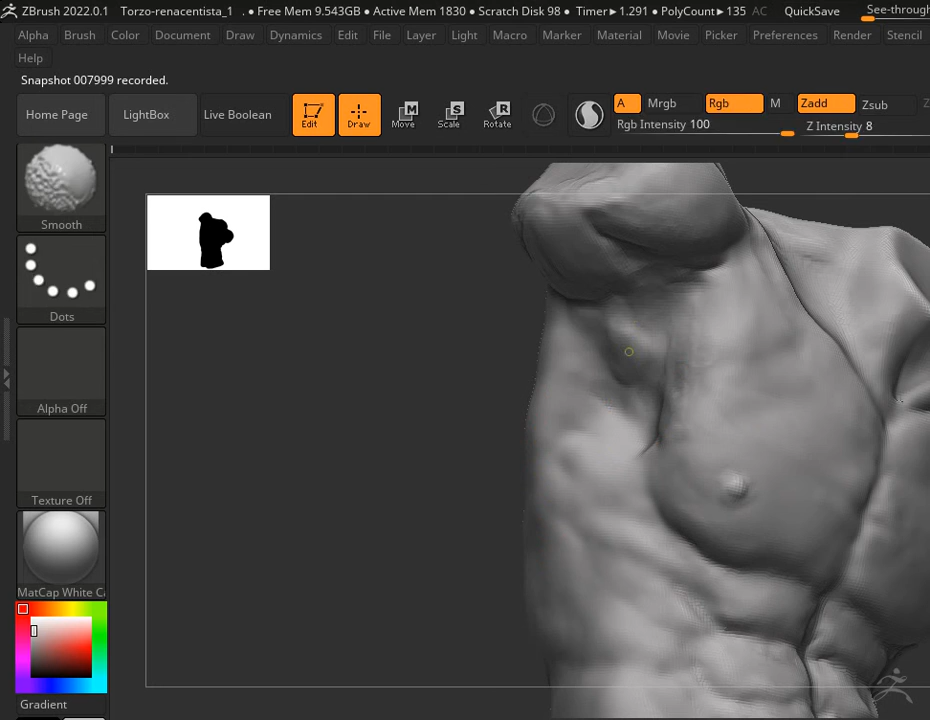 ZBrush 2022.0.1 Torzo-renacentista_1 . • Free Mem 9.543GB • Active Mem 1830 • Scratch Disk 98 • Timer►1.291 • PolyCount►135 AC QuickSave See-through
Alpha Brush Color Document Draw Dynamics Edit File Layer Light Macro Marker Material Movie Picker Preferences Render Stencil
Help
Snapshot 007999 recorded.
Home Page LightBox Live Boolean Edit Draw Move Scale Rotate A Mrgb Rgb M Zadd Zsub
Rgb Intensity 100 Z Intensity 8
Smooth
Dots
Alpha Off
Texture Off
MatCap White C
Gradient